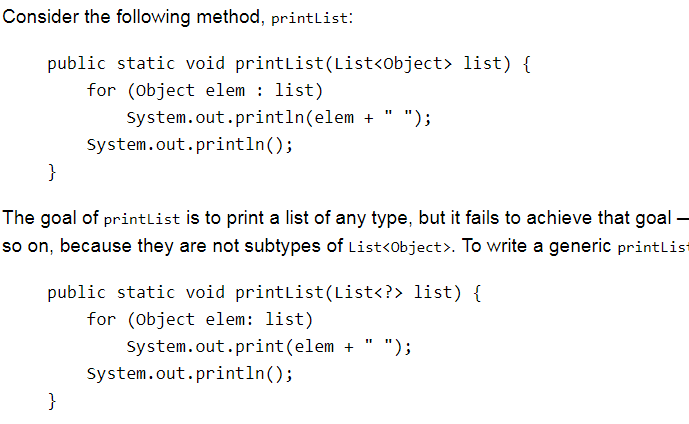 Consider the following method, printList:
public static void printList(List<Object> list) {
    for (Object elem : list)
        System.out.println(elem + " ");
    System.out.println();
}
The goal of printList is to print a list of any type, but it fails to achieve that goal —
so on, because they are not subtypes of List<Object>. To write a generic printList
public static void printList(List<?> list) {
    for (Object elem: list)
        System.out.print(elem + " ");
    System.out.println();
}